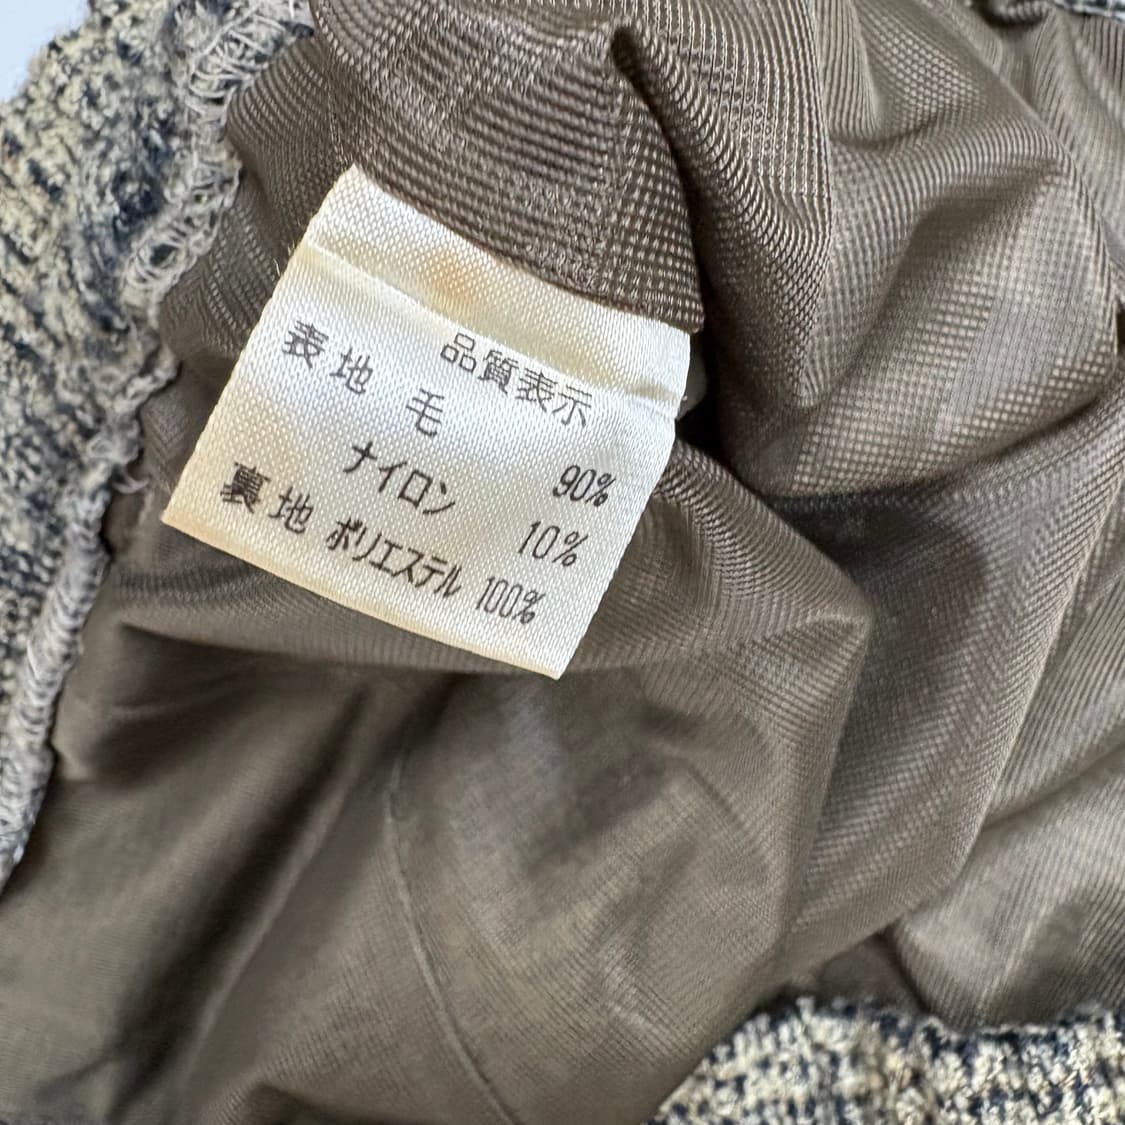 品質表示
表地 毛 90%
ナイロン 10%
裏地 ポリエステル 100%